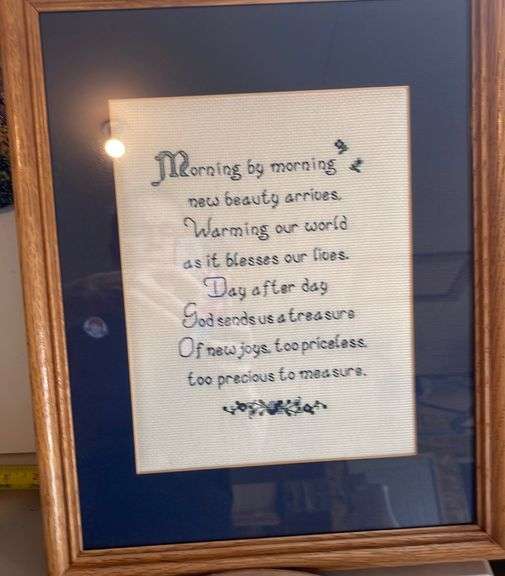 Morning by morning
new beauty arrives,
Warming our world
as it blesses our lives.
Day after day
God sends us a treasure
Of new joys, too priceless,
too precious to measure.